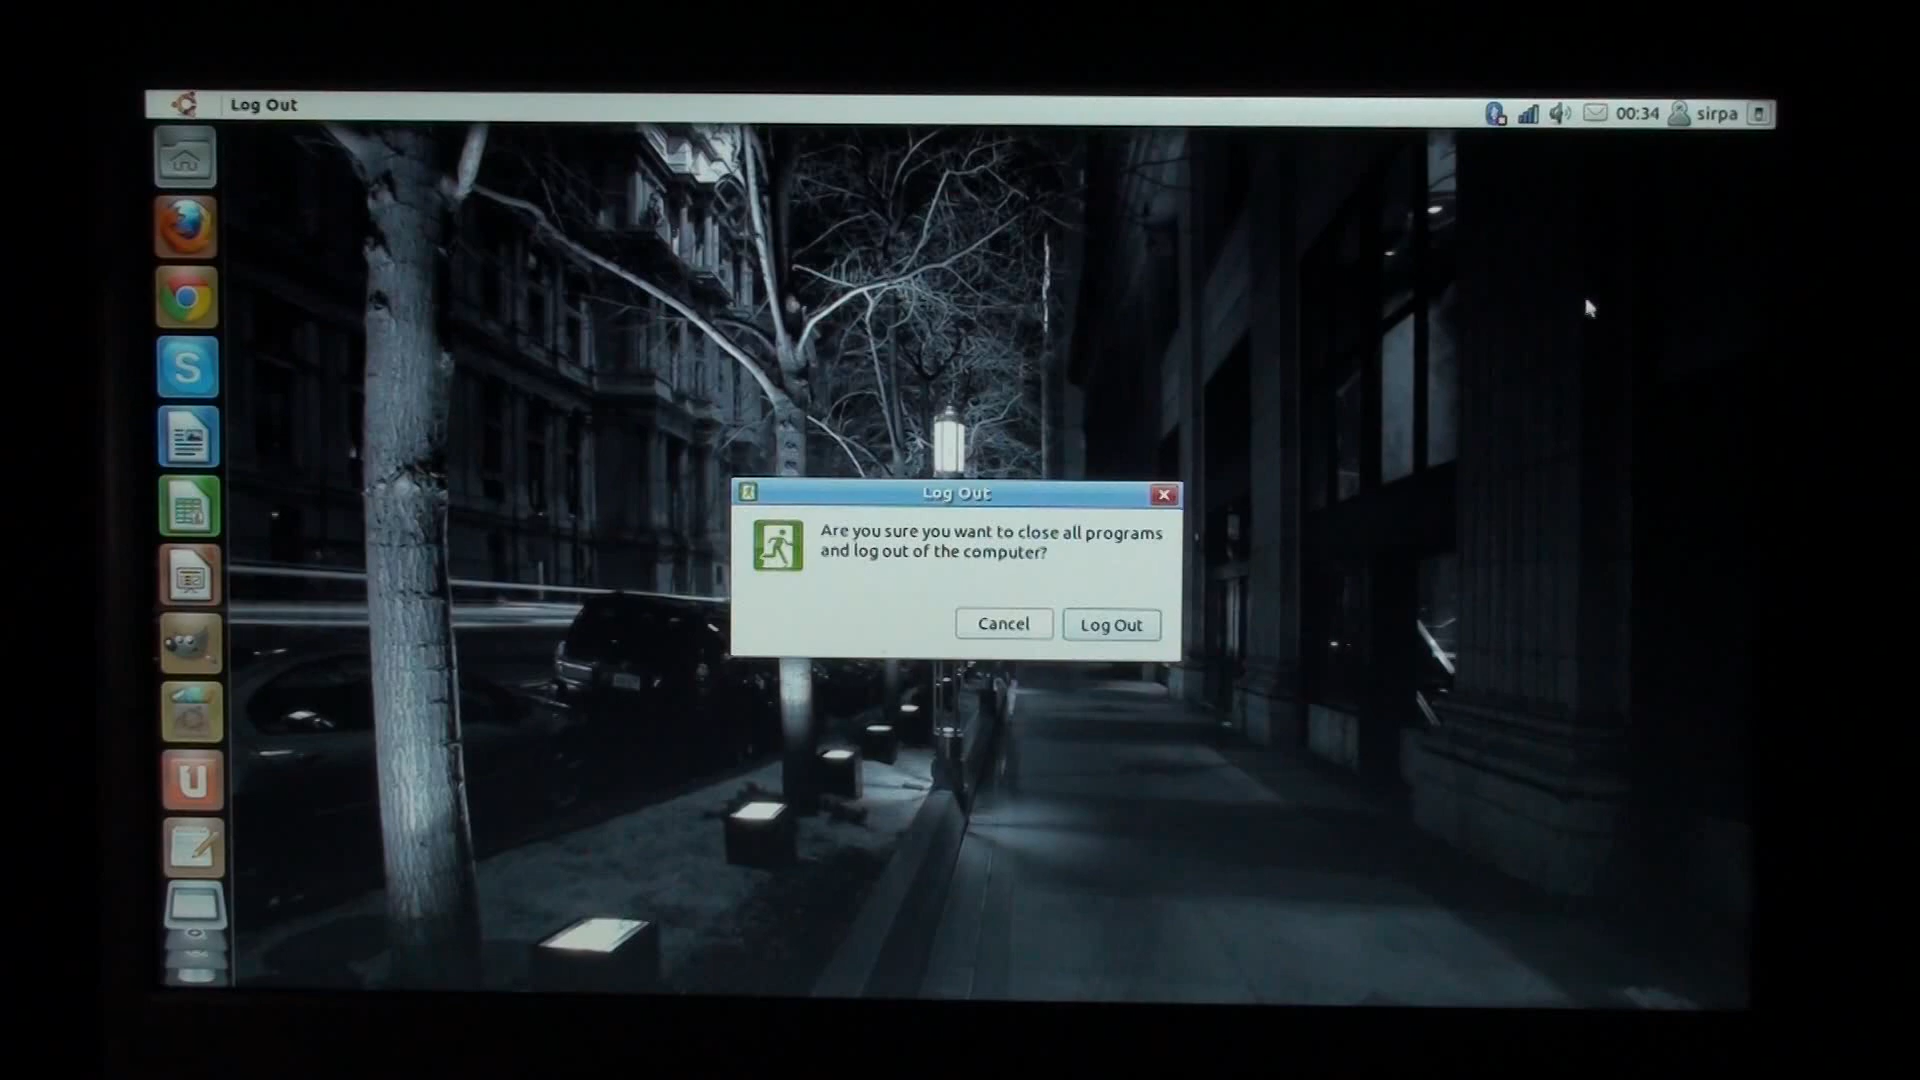 Log Out
00:34 sirpa
S
Log Out
Are you sure you want to close all programs
and log out of the computer?
Cancel Log Out
U